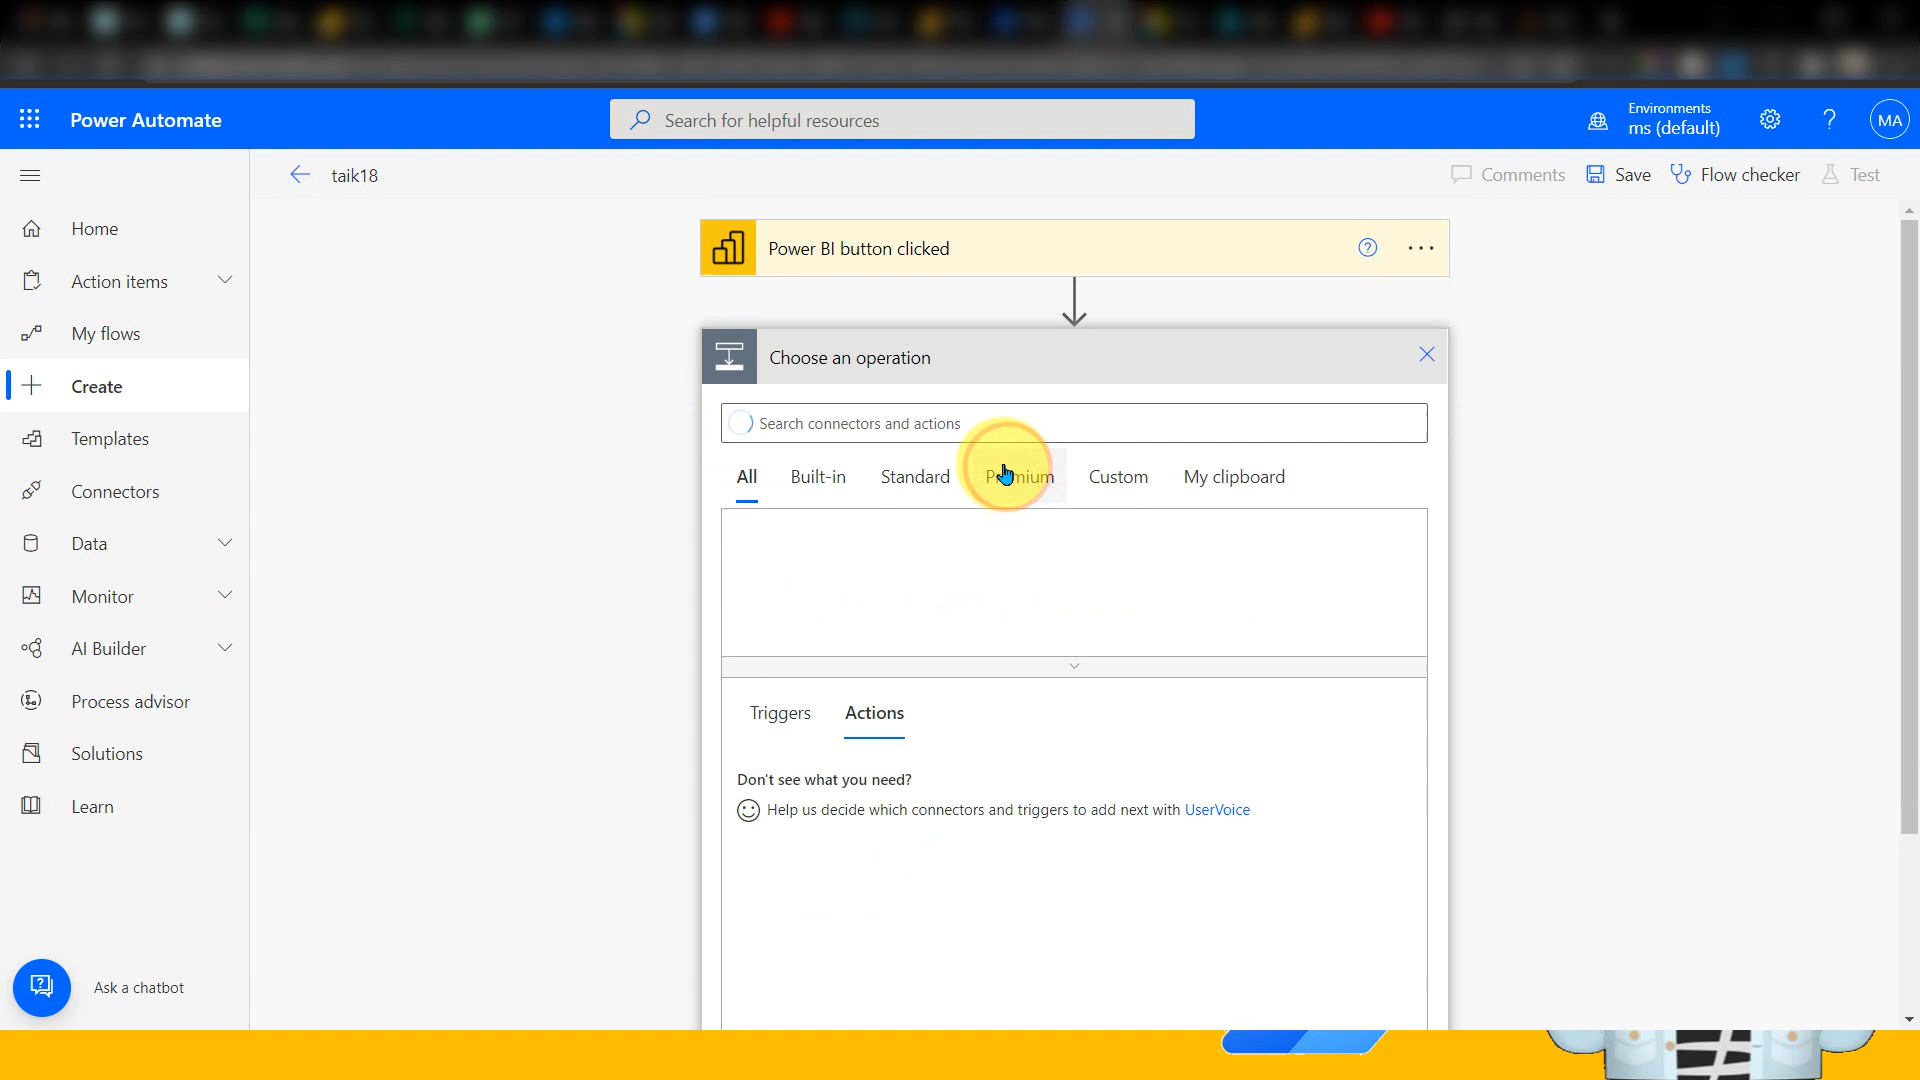 Power Automate
Search for helpful resources
Environments
ms (default)
?
MA
taik18
Comments
Save
Flow checker
Test
Home
Action items
My flows
Create
Templates
Connectors
Data
Monitor
AI Builder
Process advisor
Solutions
Learn
Ask a chatbot
Power BI button clicked
?
Choose an operation
Search connectors and actions
All
Built-in
Standard
Premium
Custom
My clipboard
Triggers
Actions
Don't see what you need?
Help us decide which connectors and triggers to add next with UserVoice